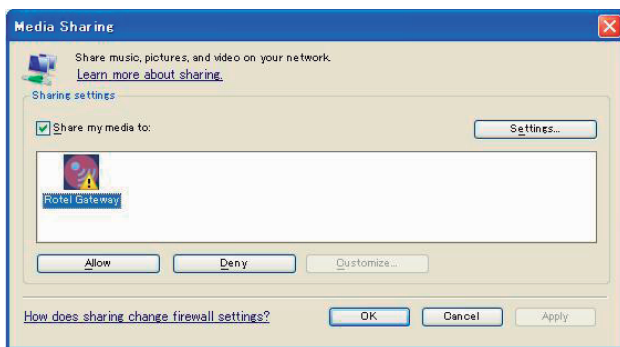 Media Sharing
Share music, pictures, and video on your network.
Learn more about sharing.
Sharing settings
Share my media to:
Settings...
Rotel Gateway
Allow
Deny
Customize...
How does sharing change firewall settings?
OK
Cancel
Apply